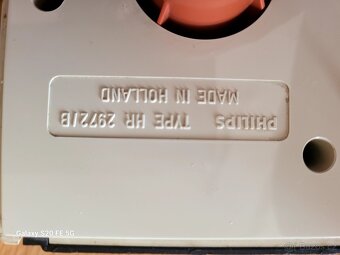 PHILIPS TYPE HR 2972/B
MADE IN HOLLAND
Galaxy S20 FE 5G